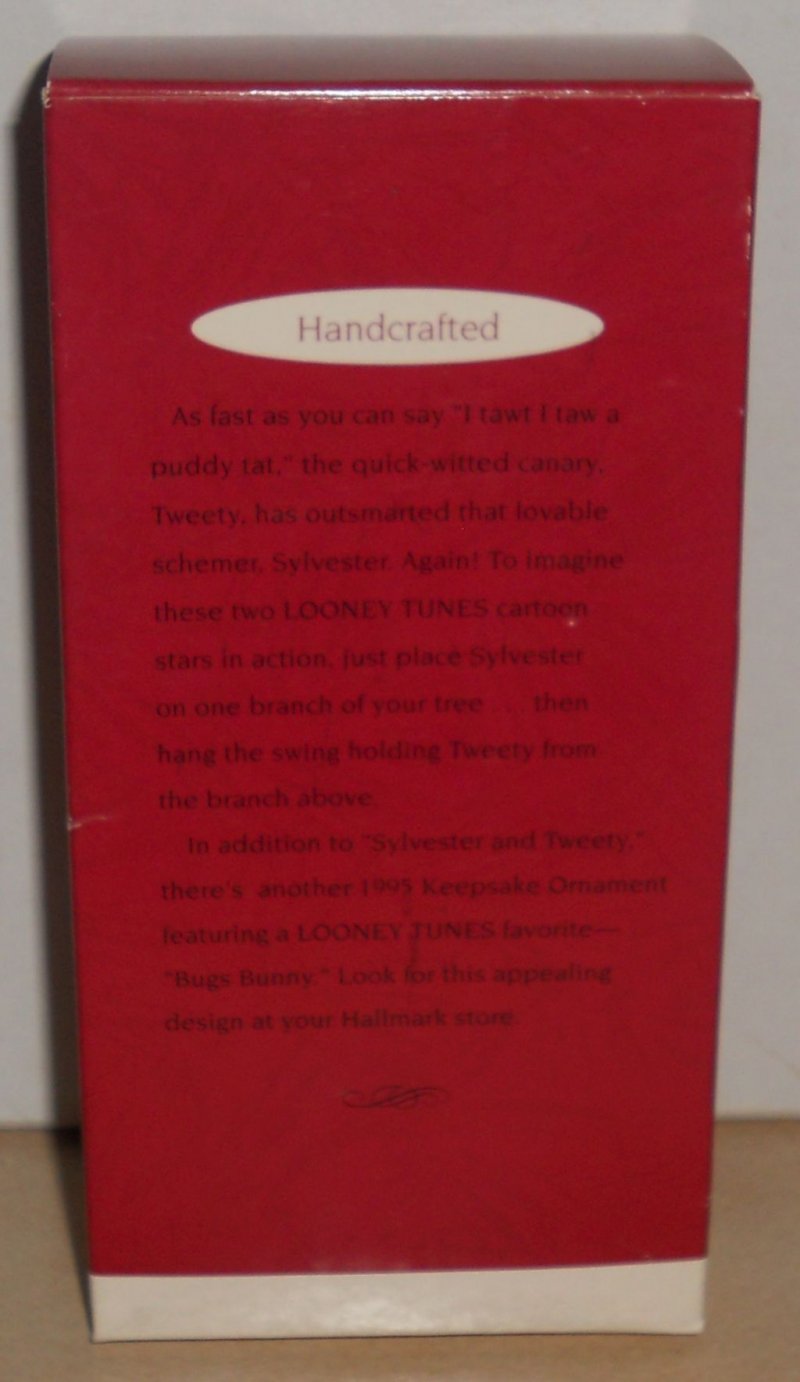 Handcrafted
As fast as you can say "I tawt I taw a
puddy tat," the quick-witted canary,
Tweety, has outsmarted that lovable
schemer, Sylvester. Again! To imagine
these two LOONEY TUNES cartoon
stars in action, just place Sylvester
on one branch of your tree . . . then
hang the swing holding Tweety from
the branch above.
In addition to "Sylvester and Tweety,"
there's another 1995 Keepsake Ornament
featuring a LOONEY TUNES favorite—
"Bugs Bunny." Look for this appealing
design at your Hallmark store.